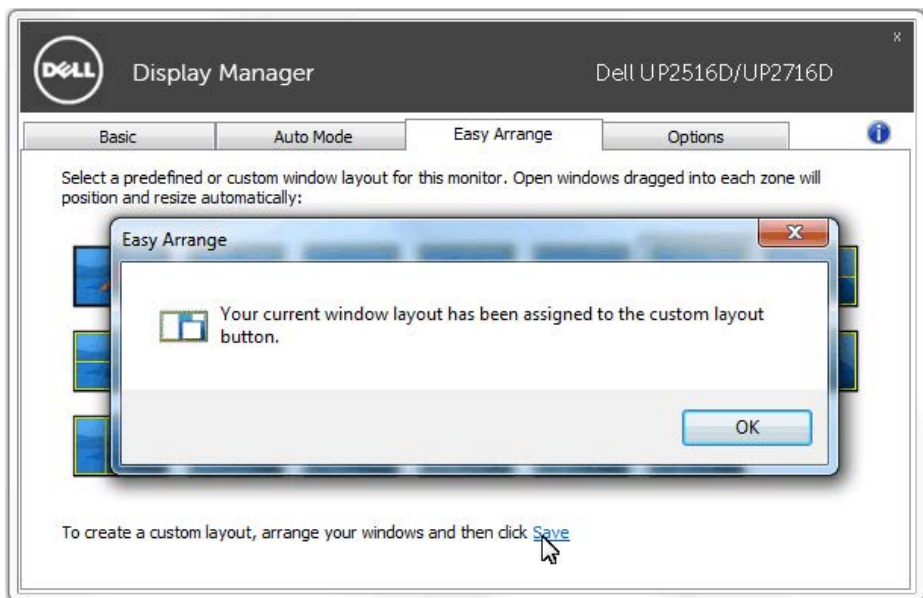 x
DELL
Display Manager
Dell UP2516D/UP2716D
Basic
Auto Mode
Easy Arrange
Options
i
Select a predefined or custom window layout for this monitor. Open windows dragged into each zone will
position and resize automatically:
Easy Arrange
x
Your current window layout has been assigned to the custom layout
button.
OK
To create a custom layout, arrange your windows and then click Save